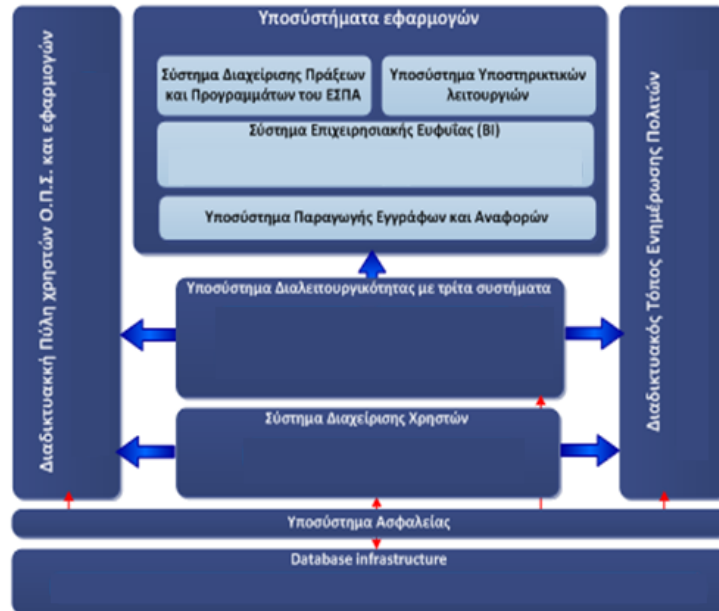 Υποσύστήματα εφαρμογών
Σύστημα Διαχείρισης Πράξεων
και Προγραμμάτων του ΕΣΠΑ
Υποσύστημα Υποστηρικτικών
λειτουργιών
Σύστημα Επιχειρησιακής Ευφυΐας (BI)
Υποσύστημα Παραγωγής Εγγράφων και Αναφορών
Διαδικτυακκή Πύλη χρηστών Ο.Π.Σ. και εφαρμογών
Υποσύστημα Διαλειτουργικότητας με τρίτα συστήματα
Σύστημα Διαχείρισης Χρηστών
Διαδικτυακός Τόπος Ενημέρωσης Πολιτών
Υποσύστημα Ασφαλείας
Database infrastructure